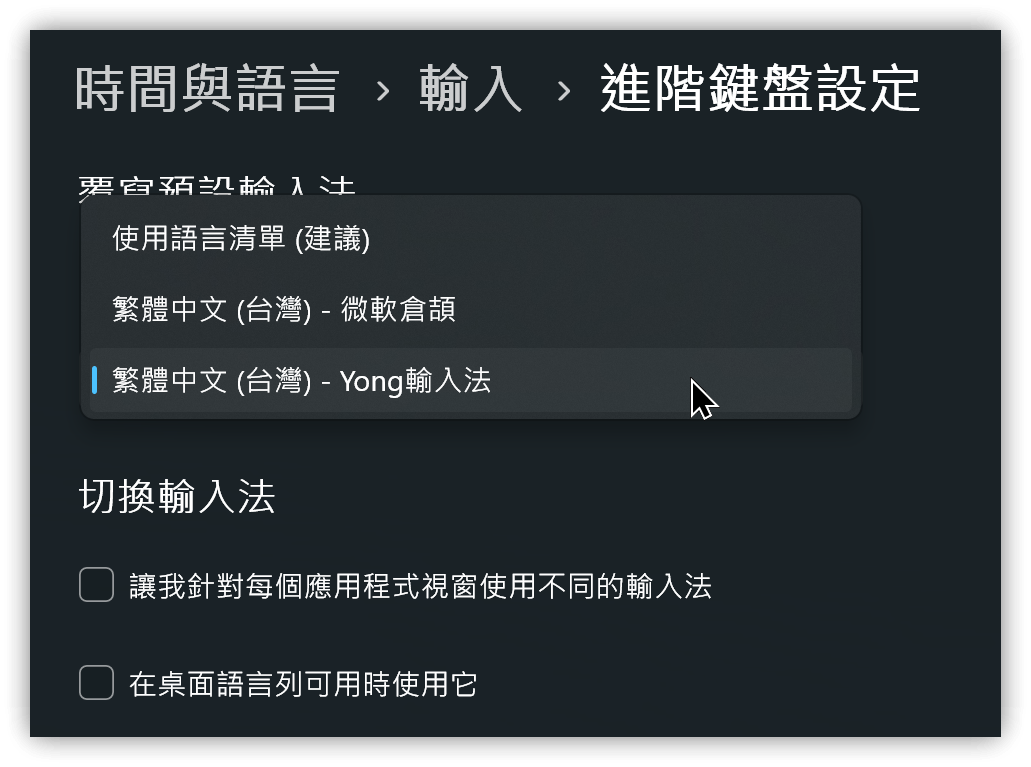 時間與語言 › 輸入 › 進階鍵盤設定
覆寫預設輸入法
使用語言清單 (建議)
繁體中文 (台灣) - 微軟倉頡
繁體中文 (台灣) - Yong輸入法
切換輸入法
讓我針對每個應用程式視窗使用不同的輸入法
在桌面語言列可用時使用它